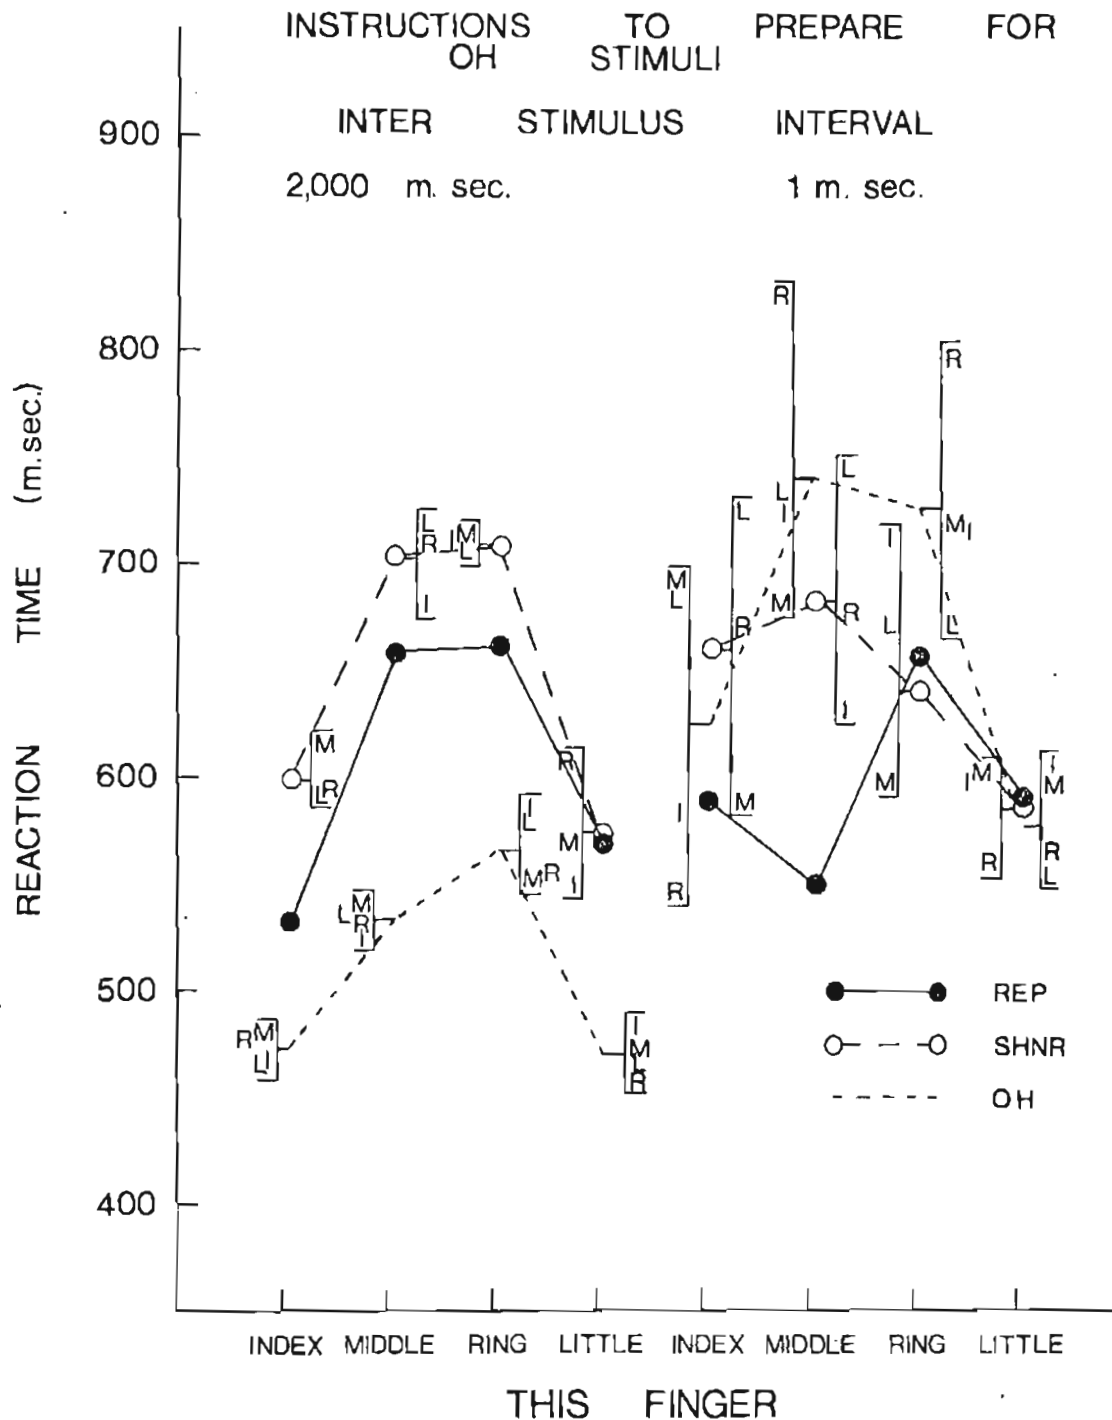 INSTRUCTIONS TO PREPARE FOR
OH STIMULI
INTER STIMULUS INTERVAL
2,000 m. sec. 1 m. sec.
900
800
700
600
500
400
REACTION TIME (m.sec.)
R
R
L
L
L
I
L
R
I
M
L
M
L
I
M
L
R
M
I
I
L
M
R
L
I
M
R
L
I
M
L
R
R
M
I
I
L
M
R
M
I
M
R
I
M
R
L
I
M
R
L
M
R
I
R
M
L
I
I
M
L
R
REP
SHNR
OH
INDEX MIDDLE RING LITTLE INDEX MIDDLE RING LITTLE
THIS FINGER